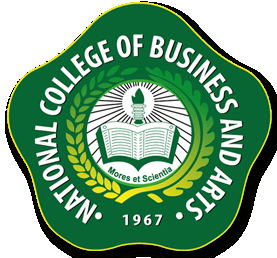 · NATIONAL COLLEGE OF BUSINESS AND ARTS ·
Mores et Scientia
1967